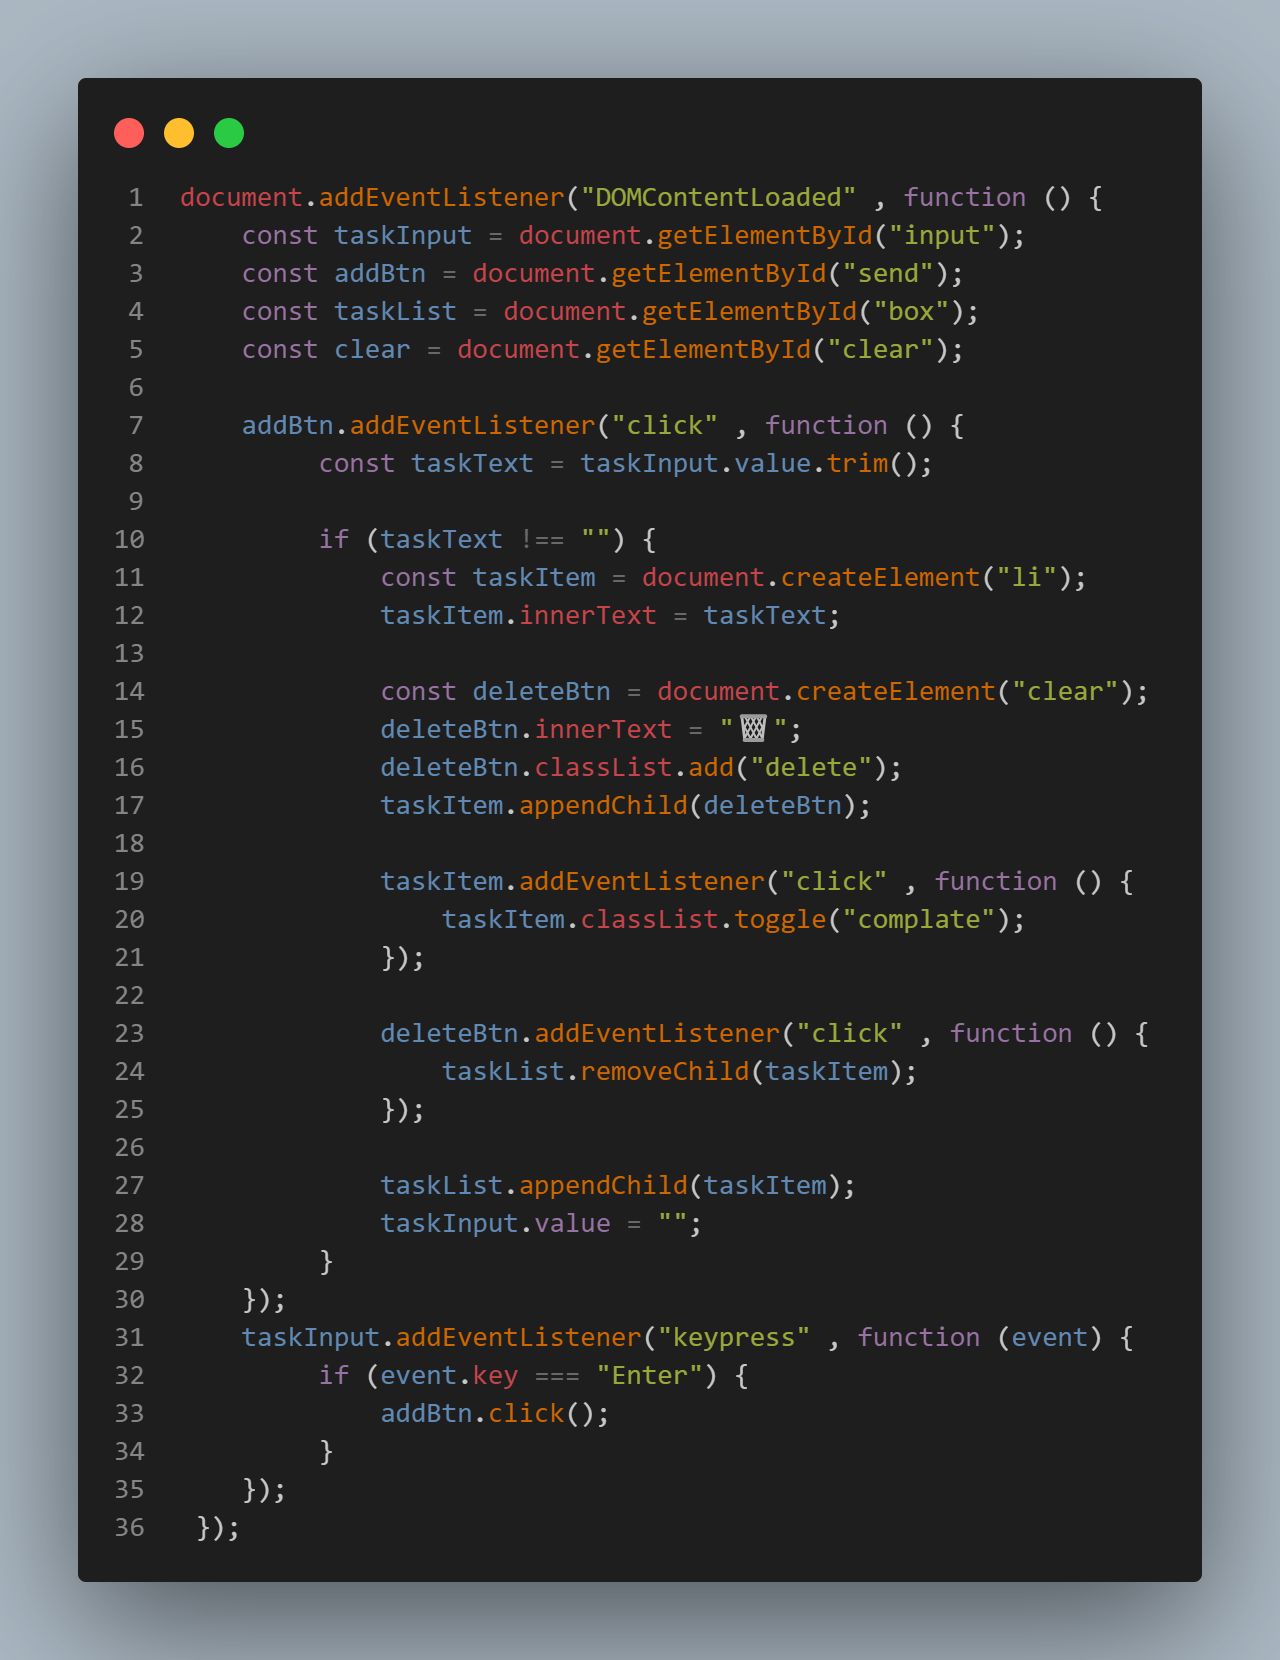 1 document.addEventListener("DOMContentLoaded" , function () {
2     const taskInput = document.getElementById("input");
3     const addBtn = document.getElementById("send");
4     const taskList = document.getElementById("box");
5     const clear = document.getElementById("clear");
6
7     addBtn.addEventListener("click" , function () {
8          const taskText = taskInput.value.trim();
9
10          if (taskText !== "") {
11              const taskItem = document.createElement("li");
12              taskItem.innerText = taskText;
13
14              const deleteBtn = document.createElement("clear");
15              deleteBtn.innerText = "🗑️";
16              deleteBtn.classList.add("delete");
17              taskItem.appendChild(deleteBtn);
18
19              taskItem.addEventListener("click" , function () {
20                  taskItem.classList.toggle("complate");
21              });
22
23              deleteBtn.addEventListener("click" , function () {
24                  taskList.removeChild(taskItem);
25              });
26
27              taskList.appendChild(taskItem);
28              taskInput.value = "";
29          }
30     });
31     taskInput.addEventListener("keypress" , function (event) {
32          if (event.key === "Enter") {
33              addBtn.click();
34          }
35     });
36  });